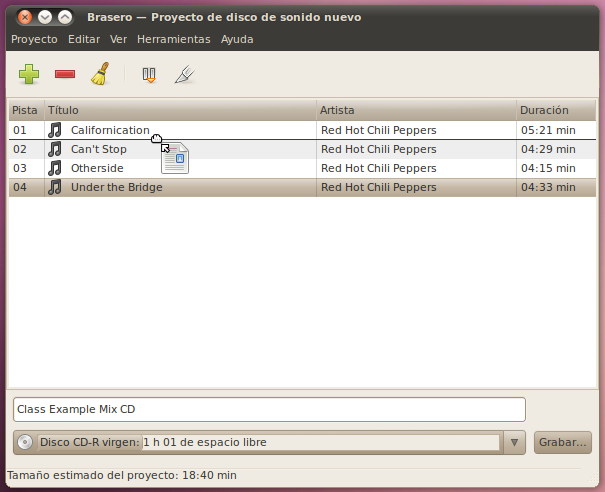 Brasero — Proyecto de disco de sonido nuevo
Proyecto Editar Ver Herramientas Ayuda
Pista Título Artista Duración
01 Californication Red Hot Chili Peppers 05:21 min
02 Can't Stop Red Hot Chili Peppers 04:29 min
03 Otherside Red Hot Chili Peppers 04:15 min
04 Under the Bridge Red Hot Chili Peppers 04:33 min
Class Example Mix CD
Disco CD-R virgen: 1 h 01 de espacio libre Grabar...
Tamaño estimado del proyecto: 18:40 min